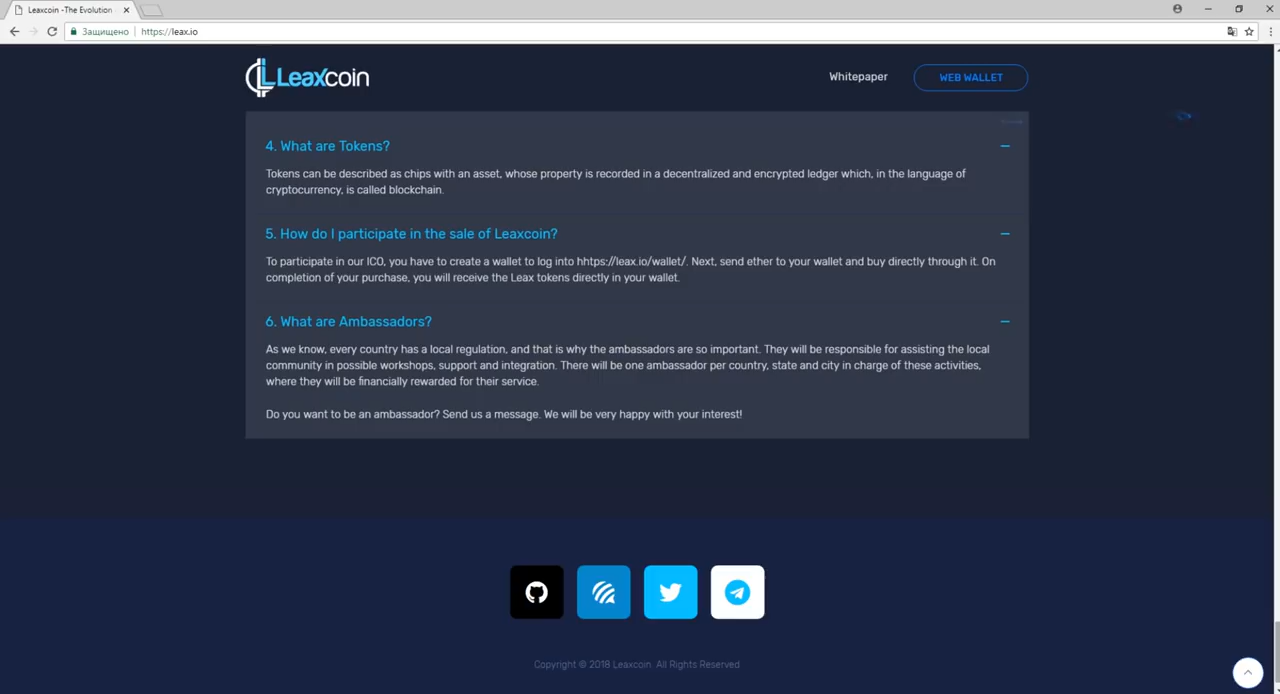 Leaxcoin -The Evolution
Защищено
https://leax.io
Leaxcoin
Whitepaper
WEB WALLET
4. What are Tokens?
Tokens can be described as chips with an asset, whose property is recorded in a decentralized and encrypted ledger which, in the language of
cryptocurrency, is called blockchain.
5. How do I participate in the sale of Leaxcoin?
To participate in our ICO, you have to create a wallet to log into hhttps://leax.io/wallet/. Next, send ether to your wallet and buy directly through it. On
completion of your purchase, you will receive the Leax tokens directly in your wallet.
6. What are Ambassadors?
As we know, every country has a local regulation, and that is why the ambassadors are so important. They will be responsible for assisting the local
community in possible workshops, support and integration. There will be one ambassador per country, state and city in charge of these activities,
where they will be financially rewarded for their service.
Do you want to be an ambassador? Send us a message. We will be very happy with your interest!
Copyright © 2018 Leaxcoin. All Rights Reserved